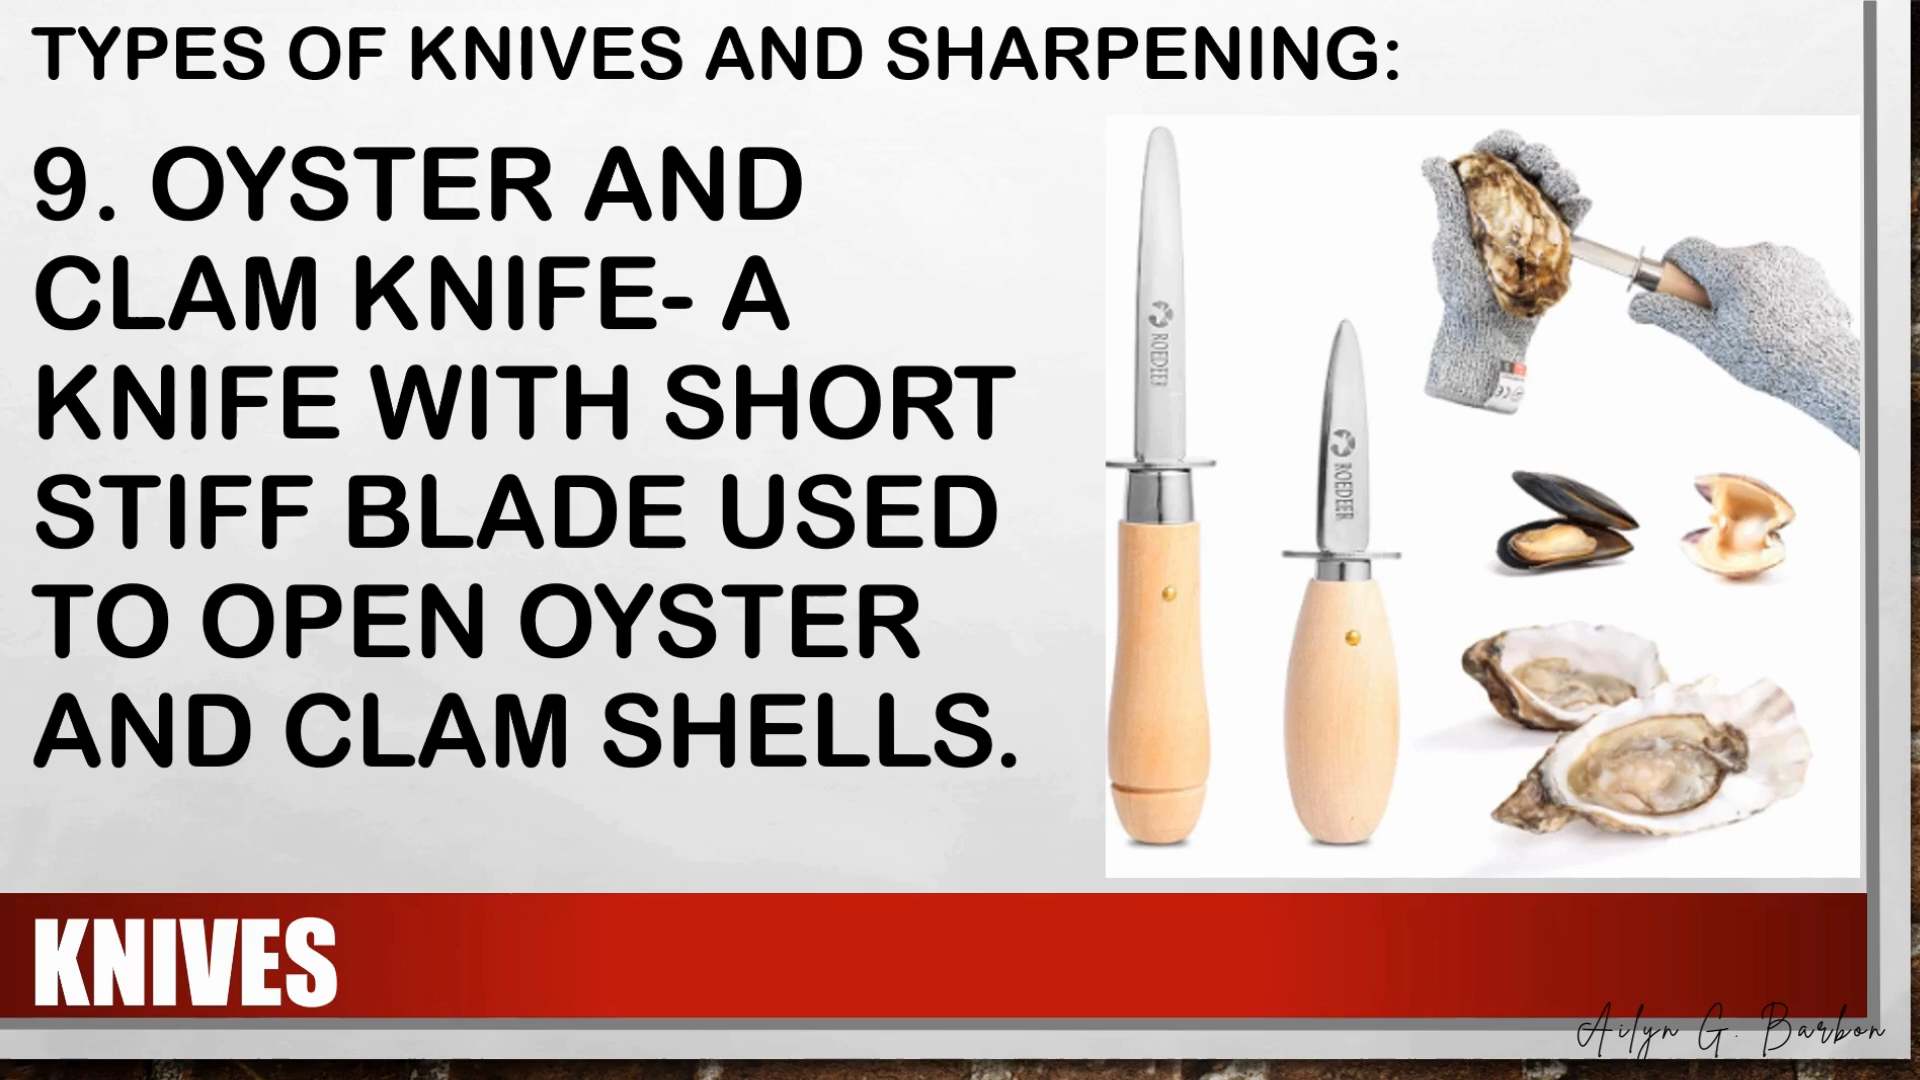 TYPES OF KNIVES AND SHARPENING:
9. OYSTER AND
CLAM KNIFE- A
KNIFE WITH SHORT
STIFF BLADE USED
TO OPEN OYSTER
AND CLAM SHELLS.
ROEDEER
ROEDEER
CE
KNIVES
Ailyn G. Barbon